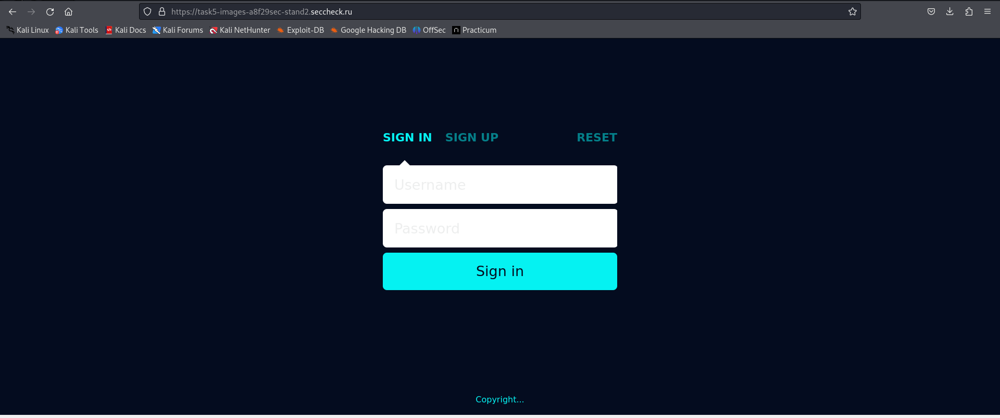 https://task5-images-a8f29sec-stand2.seccheck.ru
Kali Linux Kali Tools Kali Docs Kali Forums Kali NetHunter Exploit-DB Google Hacking DB OffSec Practicum
SIGN IN SIGN UP RESET
Username
Password
Sign in
Copyright...